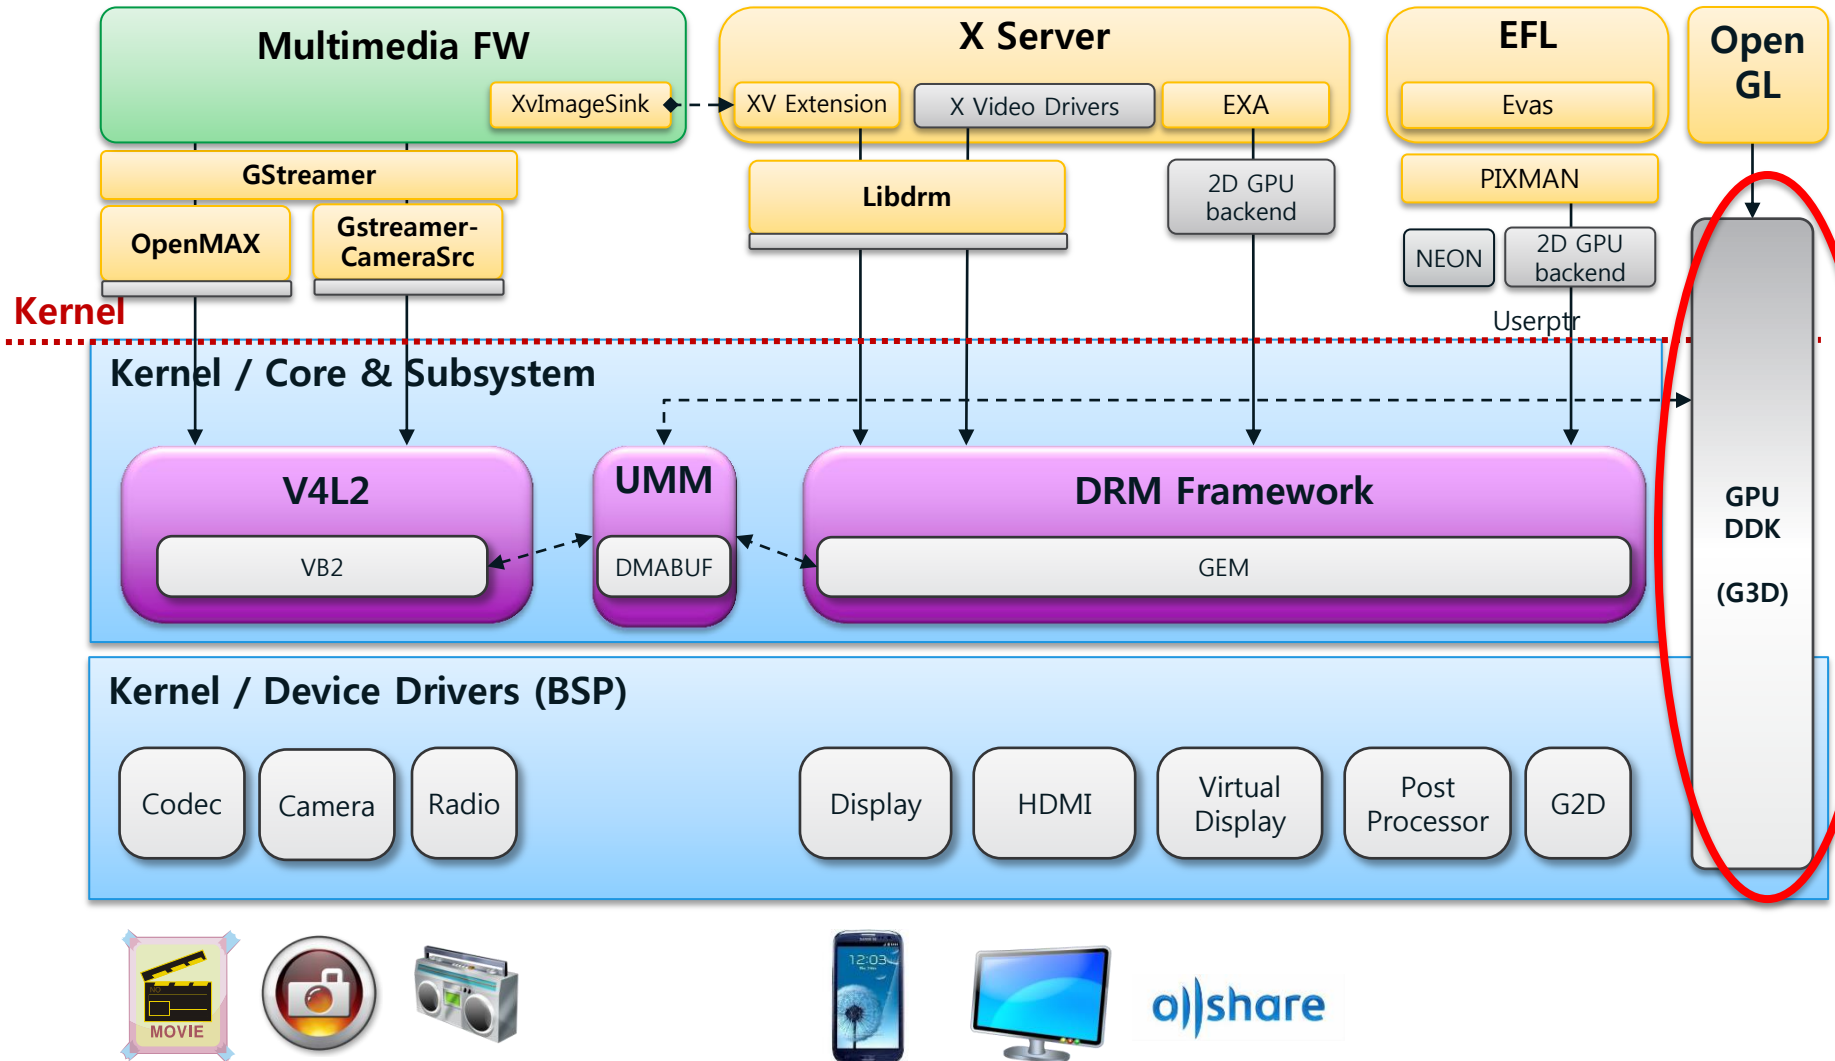 Multimedia FW
XvImageSink
X Server
XV Extension
X Video Drivers
EXA
EFL
Evas
Open
GL
GStreamer
OpenMAX
Gstreamer-
CameraSrc
Libdrm
2D GPU
backend
PIXMAN
NEON
2D GPU
backend
Userptr
Kernel
Kernel / Core & Subsystem
V4L2
VB2
UMM
DMABUF
DRM Framework
GEM
GPU
DDK
(G3D)
Kernel / Device Drivers (BSP)
Codec
Camera
Radio
Display
HDMI
Virtual
Display
Post
Processor
G2D
NO
MOVIE
12:03
allshare